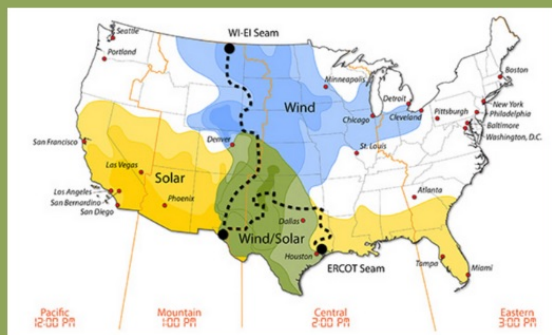 Seattle
Portland
WI-EI Seam
Minneapolis
Boston
Detroit
New York
Pittsburgh
Philadelphia
Wind
Chicago
Cleveland
Baltimore
Washington, D.C.
Denver
San Francisco
St. Louis
Las Vegas
Solar
Los Angeles
San Bernardino
San Diego
Phoenix
Atlanta
Dallas
Wind/Solar
Houston
ERCOT Seam
Tampa
Miami
Pacific
12:00 PM
Mountain
1:00 PM
Central
2:00 PM
Eastern
3:00 PM